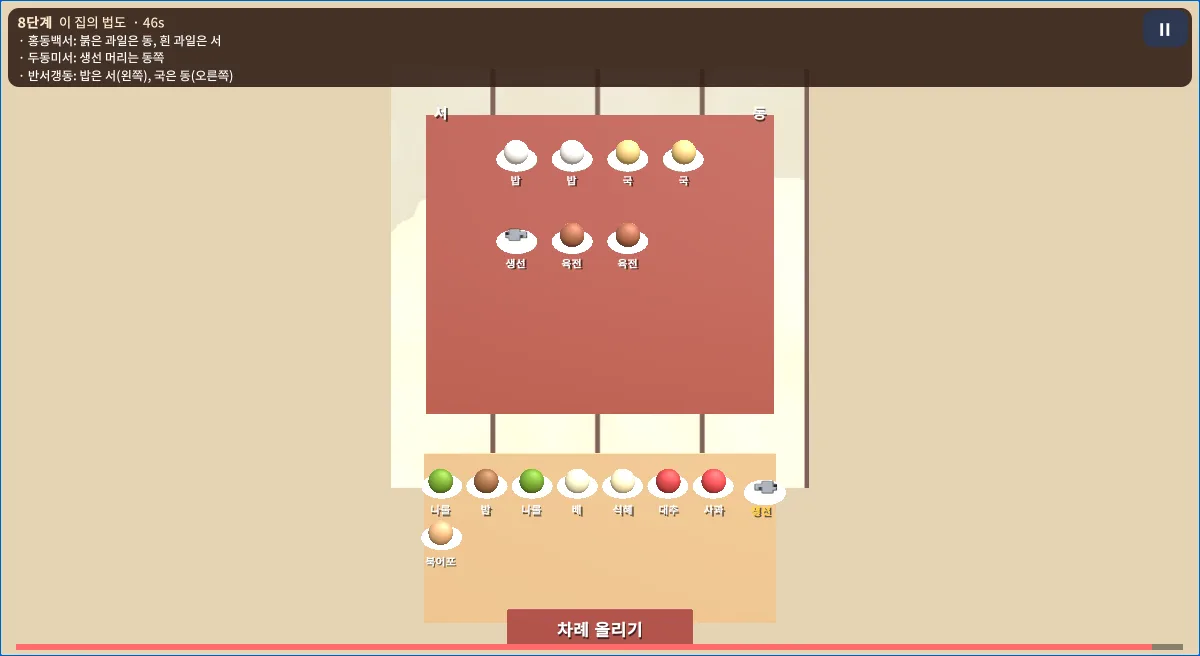 8단계 이 집의 법도 · 46s
· 홍동백서: 붉은 과일은 동, 흰 과일은 서
· 두동미서: 생선 머리는 동쪽
· 반서갱동: 밥은 서(왼쪽), 국은 동(오른쪽)
서 동
밥 밥 국 국
생선 육전 육전
나물 밤 나물 배 식혜 대추 사과 생선
북어포
차례 올리기